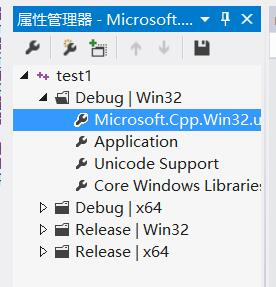 属性管理器 - Microsoft.
test1
Debug | Win32
Microsoft.Cpp.Win32.u
Application
Unicode Support
Core Windows Libraries
Debug | x64
Release | Win32
Release | x64